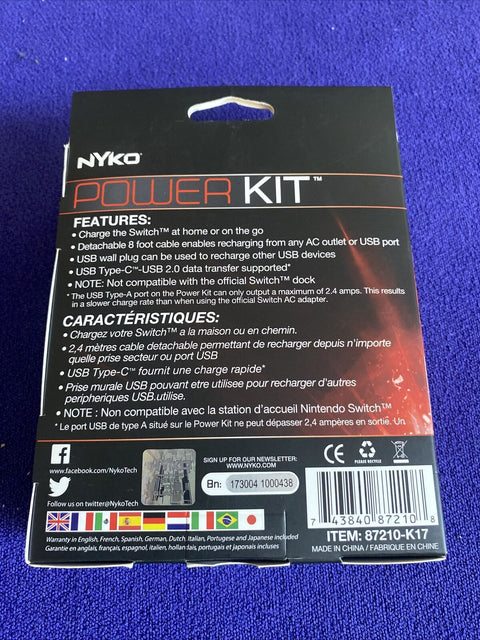 NYKO®
POWER KIT™
FEATURES:
• Charge the Switch™ at home or on the go
• Detachable 8 foot cable enables recharging from any AC outlet or USB port
• USB wall plug can be used to recharge other USB devices
• USB Type-C™-USB 2.0 data transfer supported*
• NOTE: Not compatible with the official Switch™ dock
*The USB Type-A port on the Power Kit can only output a maximum of 2.4 amps. This results
in a slower charge rate than when using the official Switch AC adapter.
CARACTÉRISTIQUES:
• Chargez votre Switch™ a la maison ou en chemin.
• 2,4 mètres cable detachable permettant de recharger depuis n'importe
quelle prise secteur ou port USB
• USB Type-C™ fournit une charge rapide*
• Prise murale USB pouvant etre utilisee pour recharger d'autres
peripheriques USB.utilise.
• NOTE : Non compatible avec la station d'accueil Nintendo Switch™
*Le port USB de type A situé sur le Power Kit ne peut dépasser 2,4 ampères en sortié. Un
f
www.facebook.com/NykoTech
Follow us on twitter@NykoTech
SIGN UP FOR OUR NEWSLETTER:
WWW.NYKO.COM
Bn: 173004 1000438
CE
PLEASE RECYCLE
7 43840 87210 8
ITEM: 87210-K17
MADE IN CHINA / FABRIQUE EN CHINE
Warranty in English, French, Spanish, German, Dutch, Italian, Portugese and Japanese included
Garantie en anglais, français, espagnol, italien, hollandais, portugais et japonais incluses